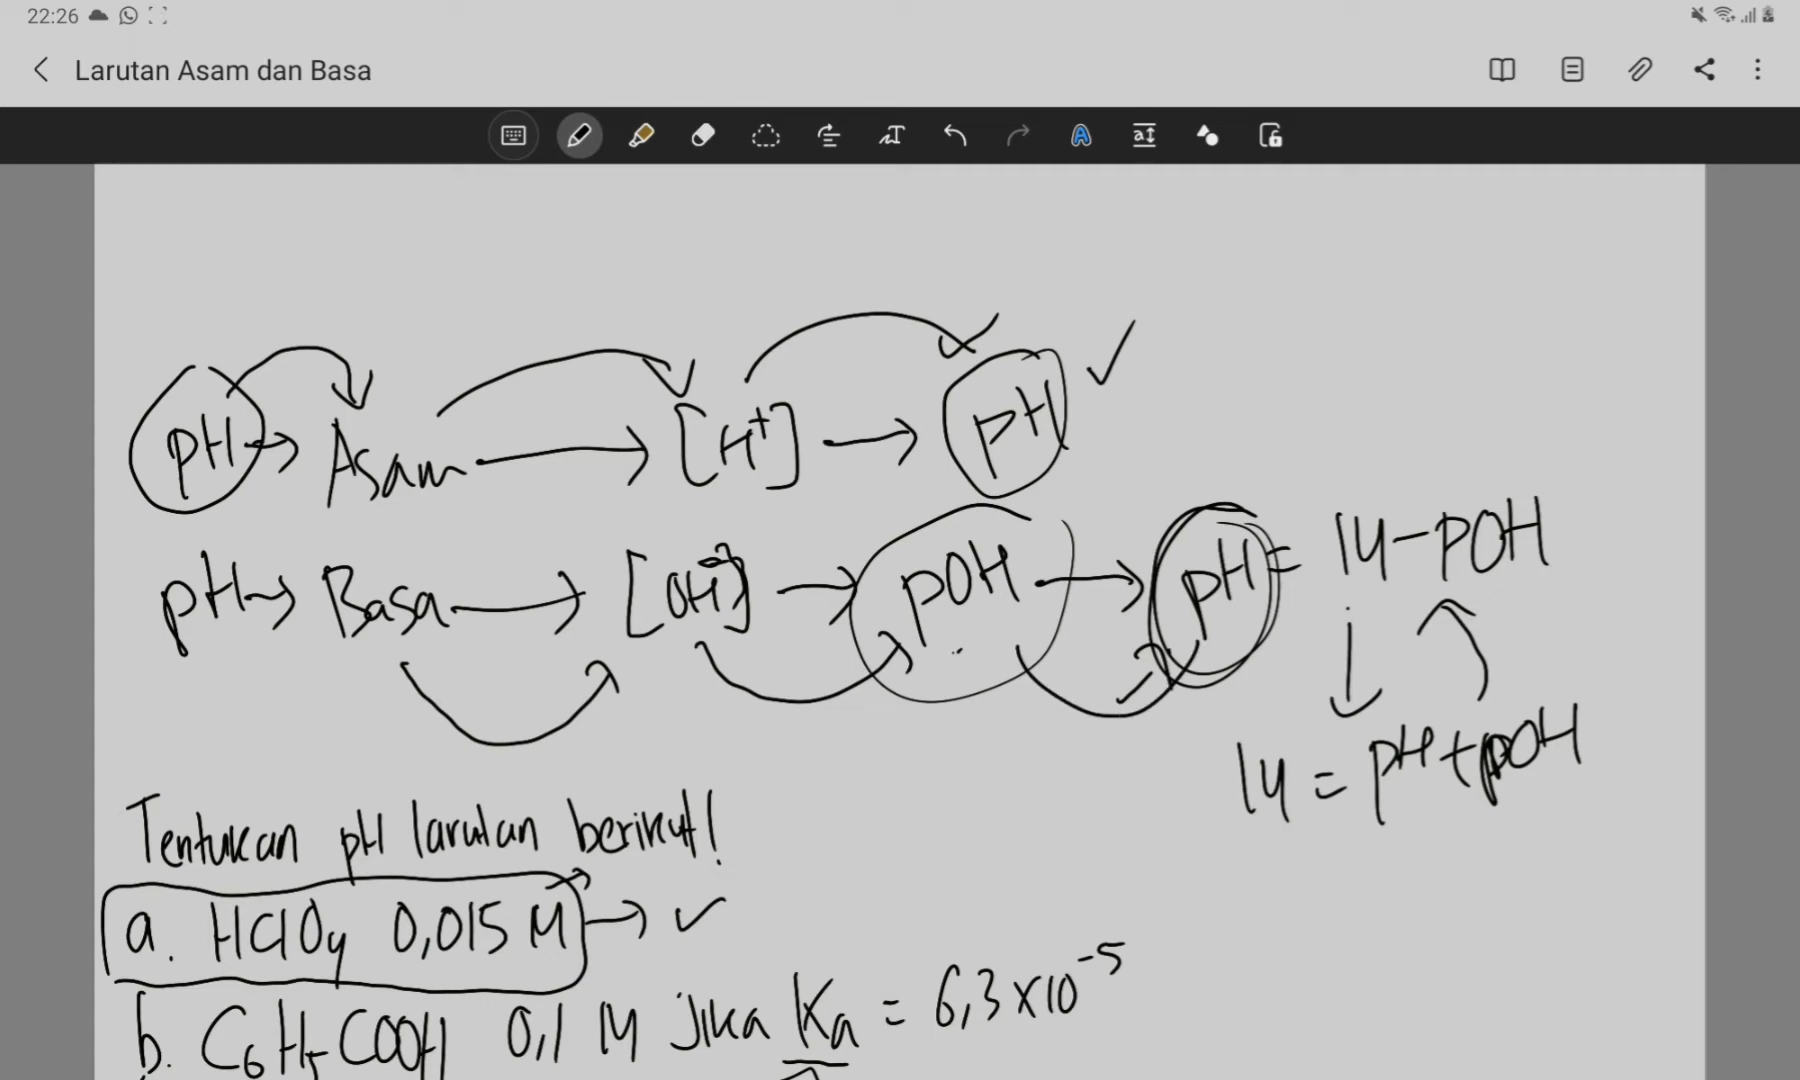 22:26
Larutan Asam dan Basa
pH → Asam → [H⁺] → pH ✓
pH → Basa → [OH⁻] → pOH → pH = 14 - pOH
14 = pH + pOH
Tentukan pH larutan berikut!
a. HClO₄ 0,015 M → ✓
b. C₆H₅COOH 0,1 M jika Ka = 6,3 × 10⁻⁵